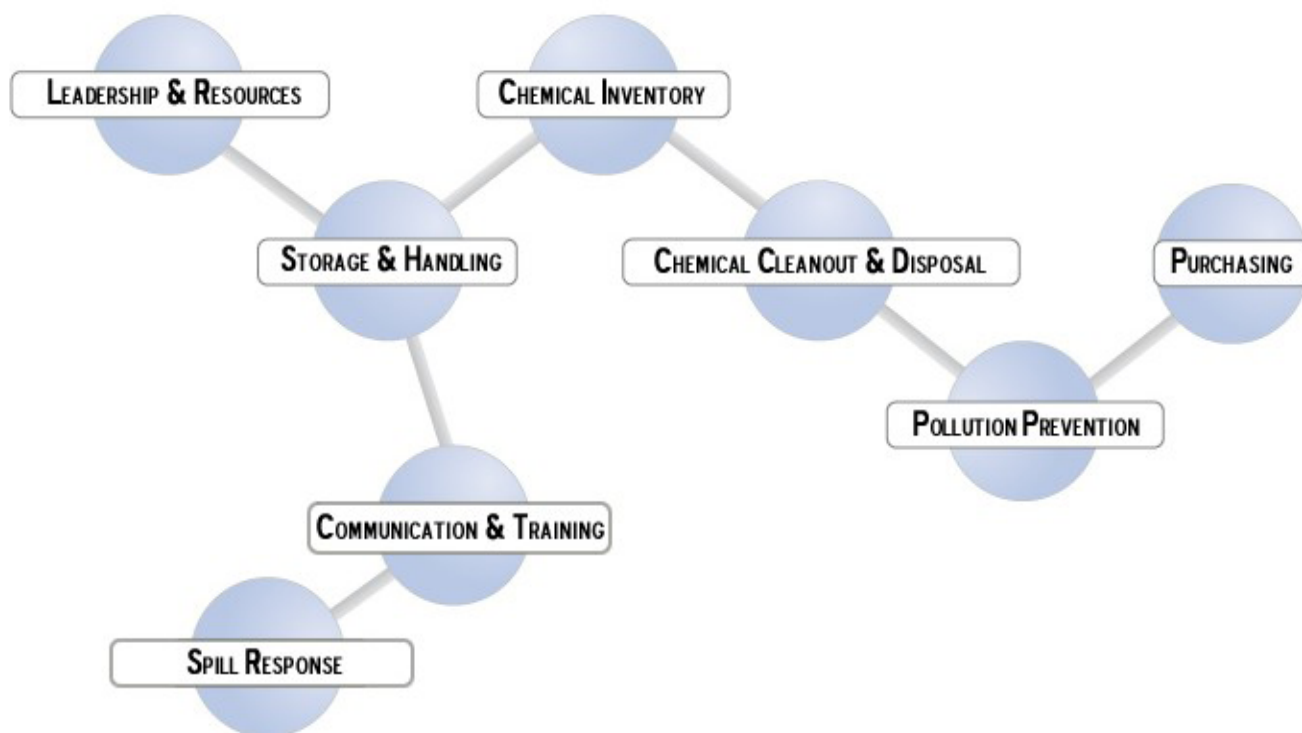 LEADERSHIP & RESOURCES
CHEMICAL INVENTORY
STORAGE & HANDLING
CHEMICAL CLEANOUT & DISPOSAL
PURCHASING
POLLUTION PREVENTION
COMMUNICATION & TRAINING
SPILL RESPONSE